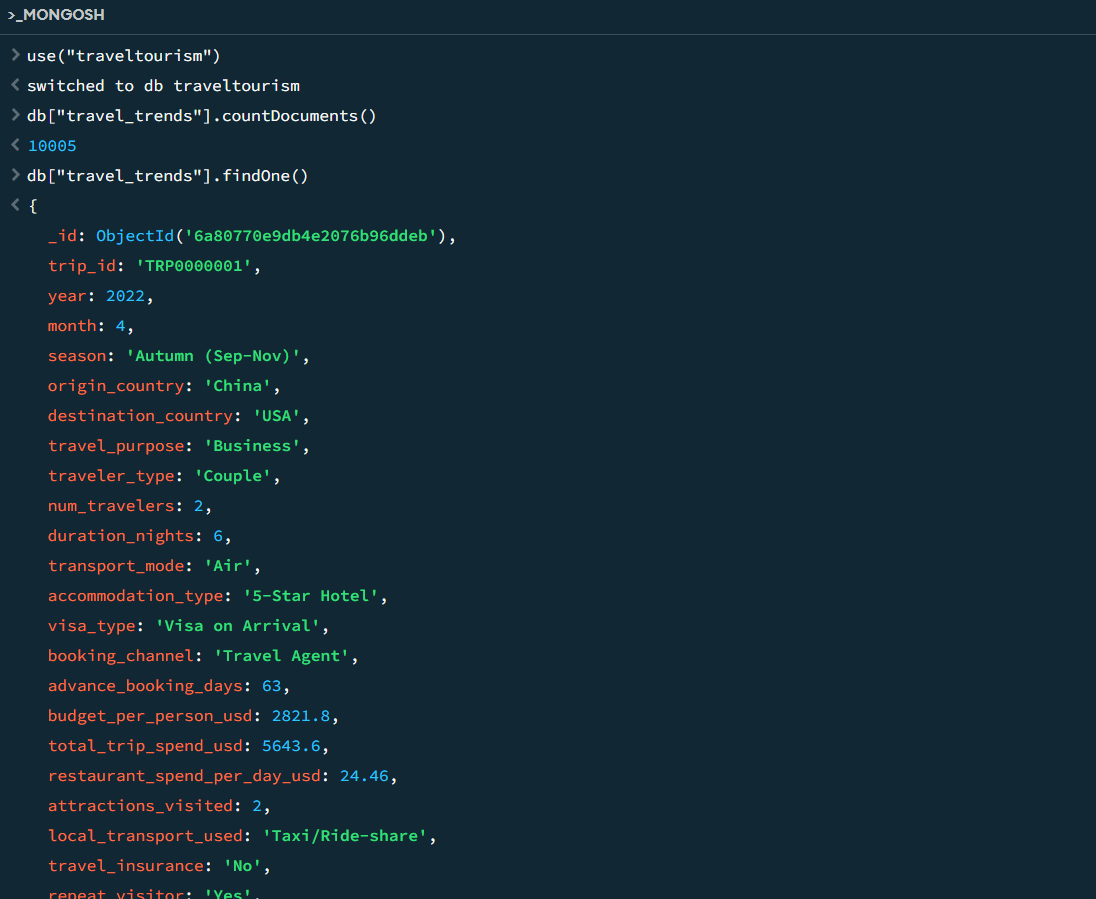 >_MONGOSH
> use("traveltourism")
< switched to db traveltourism
> db["travel_trends"].countDocuments()
< 10005
> db["travel_trends"].findOne()
< {
_id: ObjectId('6a80770e9db4e2076b96ddeb'),
trip_id: 'TRP0000001',
year: 2022,
month: 4,
season: 'Autumn (Sep-Nov)',
origin_country: 'China',
destination_country: 'USA',
travel_purpose: 'Business',
traveler_type: 'Couple',
num_travelers: 2,
duration_nights: 6,
transport_mode: 'Air',
accommodation_type: '5-Star Hotel',
visa_type: 'Visa on Arrival',
booking_channel: 'Travel Agent',
advance_booking_days: 63,
budget_per_person_usd: 2821.8,
total_trip_spend_usd: 5643.6,
restaurant_spend_per_day_usd: 24.46,
attractions_visited: 2,
local_transport_used: 'Taxi/Ride-share',
travel_insurance: 'No',
repeat_visitor: 'Yes',